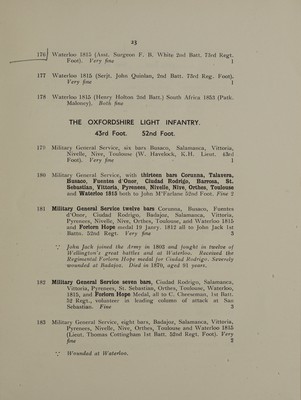 23
176 Waterloo 1815 (Asst. Surgeon F. B. White 2nd Batt. 73rd Regt.
Foot). Very fine 1
177 Waterloo 1815 (Serjt. John Quinlan, 2nd Batt. 73rd Reg. Foot).
Very fine 1
178 Waterloo 1815 (Henry Holton 2nd Batt.) South Africa 1853 (Patk.
Maloney). Both fine
THE OXFORDSHIRE LIGHT INFANTRY.
43rd Foot. 52nd Foot.
179 Military General Service, six bars Busaco, Salamanca, Vittoria,
Nivelle, Nive, Toulouse (W. Havelock, K.H. Lieut. 43rd
Foot). Very fine 1
180 Military General Service, with thirteen bars Corunna, Talavera,
Busaco, Fuentes d'Onor, Ciudad Rodrigo, Barrosa, St.
Sebastian, Vittoria, Pyrenees, Nivelle, Nive, Orthes, Toulouse
and Waterloo 1815 both to John M'Farlane 52nd Foot. Fine 2
181 Military General Service twelve bars Corunna, Busaco, Fuentes
d'Onor, Ciudad Rodrigo, Badajoz, Salamanca, Vittoria,
Pyrenees, Nivelle, Nive, Orthes, Toulouse, and Waterloo 1815
and Forlorn Hope medal 19 Janry. 1812 all to John Jack 1st
Battn. 52nd Regt. Very fine 3
∵ John Jack joined the Army in 1803 and fought in twelve of
Wellington's great battles and at Waterloo. Received the
Regimental Forlorn Hope medal for Ciudad Rodrigo. Severely
wounded at Badajoz. Died in 1870, aged 91 years.
182 Military General Service seven bars, Ciudad Rodrigo, Salamanca,
Vittoria, Pyrenees, St. Sebastian, Orthes, Toulouse, Waterloo,
1815, and Forlorn Hope Medal, all to C. Cheeseman, 1st Batt.
52 Regt., volunteer in leading column of attack at San
Sebastian. Fine 3
183 Military General Service, eight bars, Badajoz, Salamanca, Vittoria,
Pyrenees, Nivelle, Nive, Orthes, Toulouse and Waterloo 1815
(Lieut. Thomas Cottingham 1st Batt. 52nd Regt. Foot). Very
fine 2
∵ Wounded at Waterloo.